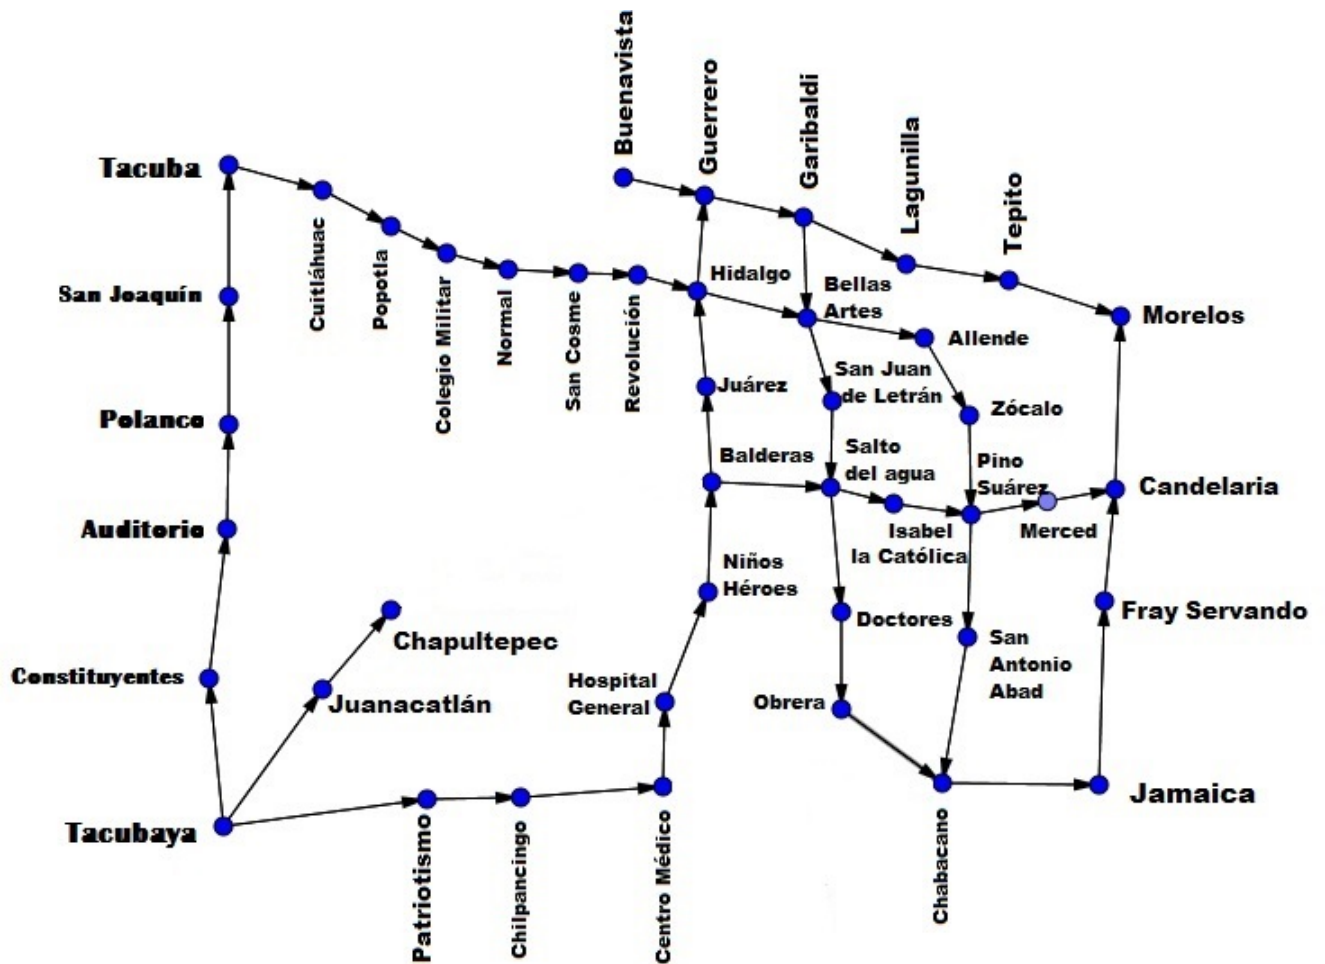 Buenavista
Guerrero
Garibaldi
Lagunilla
Tepito
Tacuba
Cuitláhuac
Popotla
Colegio Militar
Normal
San Cosme
Revolución
Hidalgo
Bellas
Artes
Morelos
Allende
San Joaquín
Juárez
San Juan
de Letrán
Zócalo
Polanco
Balderas
Salto
del agua
Pino
Suárez
Candelaria
Auditorio
Isabel
la Católica
Merced
Niños
Héroes
Doctores
Fray Servando
Chapultepec
San
Antonio
Abad
Constituyentes
Juanacatlán
Hospital
General
Obrera
Tacubaya
Patriotismo
Chilpancingo
Centro Médico
Chabacano
Jamaica